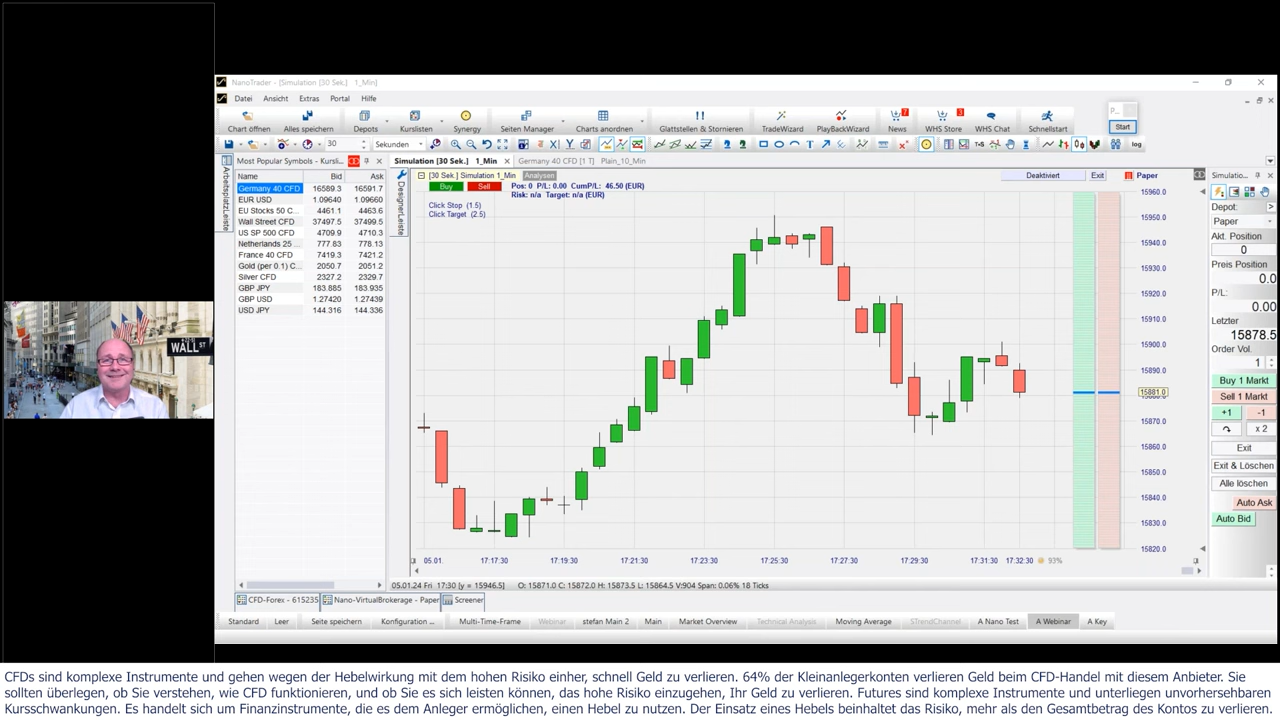 WALL ST
NanoTrader - [Simulation [30 Sek.] 1_Min]
Datei Ansicht Extras Portal Hilfe
Chart öffnen Alles speichern Depots Kurslisten Synergy Seiten Manager Charts anordnen Glattstellen & Stornieren TradeWizard PlayBackWizard News 7 WHS Store 3 WHS Chat Schnellstart
P...
Start
30 Sekunden log
Most Popular Symbols - Kursli...
Simulation [30 Sek.] 1_Min Germany 40 CFD [1 T] Plain_10_Min
ArbeitsplatzLeiste
DesignerLeiste
Name Bid Ask
Germany 40 CFD 16589.3 16591.7
EUR USD 1.09640 1.09660
EU Stocks 50 C... 4461.1 4463.6
Wall Street CFD 37497.5 37499.5
US SP 500 CFD 4709.9 4710.3
Netherlands 25 ... 777.83 778.13
France 40 CFD 7419.3 7421.2
Gold (per 0.1) C... 2050.7 2051.2
Silver CFD 2327.2 2329.7
GBP JPY 183.885 183.935
GBP USD 1.27420 1.27439
USD JPY 144.316 144.336
[30 Sek.] Simulation 1_Min Analysen
Deaktiviert Exit Paper
Buy Sell Pos: 0 P/L: 0.00 CumP/L: 46.50 (EUR)
Risk: n/a Target: n/a (EUR)
Click Stop (1.5)
Click Target (2.5)
15960.0
15950.0
15940.0
15930.0
15920.0
15910.0
15900.0
15890.0
15881.0
15870.0
15860.0
15850.0
15840.0
15830.0
15820.0
05.01. 17:17:30 17:19:30 17:21:30 17:23:30 17:25:30 17:27:30 17:29:30 17:31:30 17:32:30 93%
05.01.24 Fri 17:30 [y = 15946.5] O: 15871.0 C: 15872.0 H: 15873.5 L: 15864.5 V:904 Span: 0.06% 18 Ticks
Simulatio...
Depot: >
Paper
Akt. Position
0
Preis Position
0.0
P/L:
0.00
Letzter
15878.5
Order Vol.
1
Buy 1 Markt
Sell 1 Markt
+1 -1
x 2
Exit
Exit & Löschen
Alle löschen
Auto Ask
Auto Bid
CFD-Forex - 615235 Nano-VirtualBrokerage - Paper Screener
Standard Leer Seite speichern Konfiguration ... Multi-Time-Frame Webinar stefan Main 2 Main Market Overview Technical Analysis Moving Average STrendChannel A Nano Test A Webinar A Key
CFDs sind komplexe Instrumente und gehen wegen der Hebelwirkung mit dem hohen Risiko einher, schnell Geld zu verlieren. 64% der Kleinanlegerkonten verlieren Geld beim CFD-Handel mit diesem Anbieter. Sie
sollten überlegen, ob Sie verstehen, wie CFD funktionieren, und ob Sie es sich leisten können, das hohe Risiko einzugehen, Ihr Geld zu verlieren. Futures sind komplexe Instrumente und unterliegen unvorhersehbaren
Kursschwankungen. Es handelt sich um Finanzinstrumente, die es dem Anleger ermöglichen, einen Hebel zu nutzen. Der Einsatz eines Hebels beinhaltet das Risiko, mehr als den Gesamtbetrag des Kontos zu verlieren.